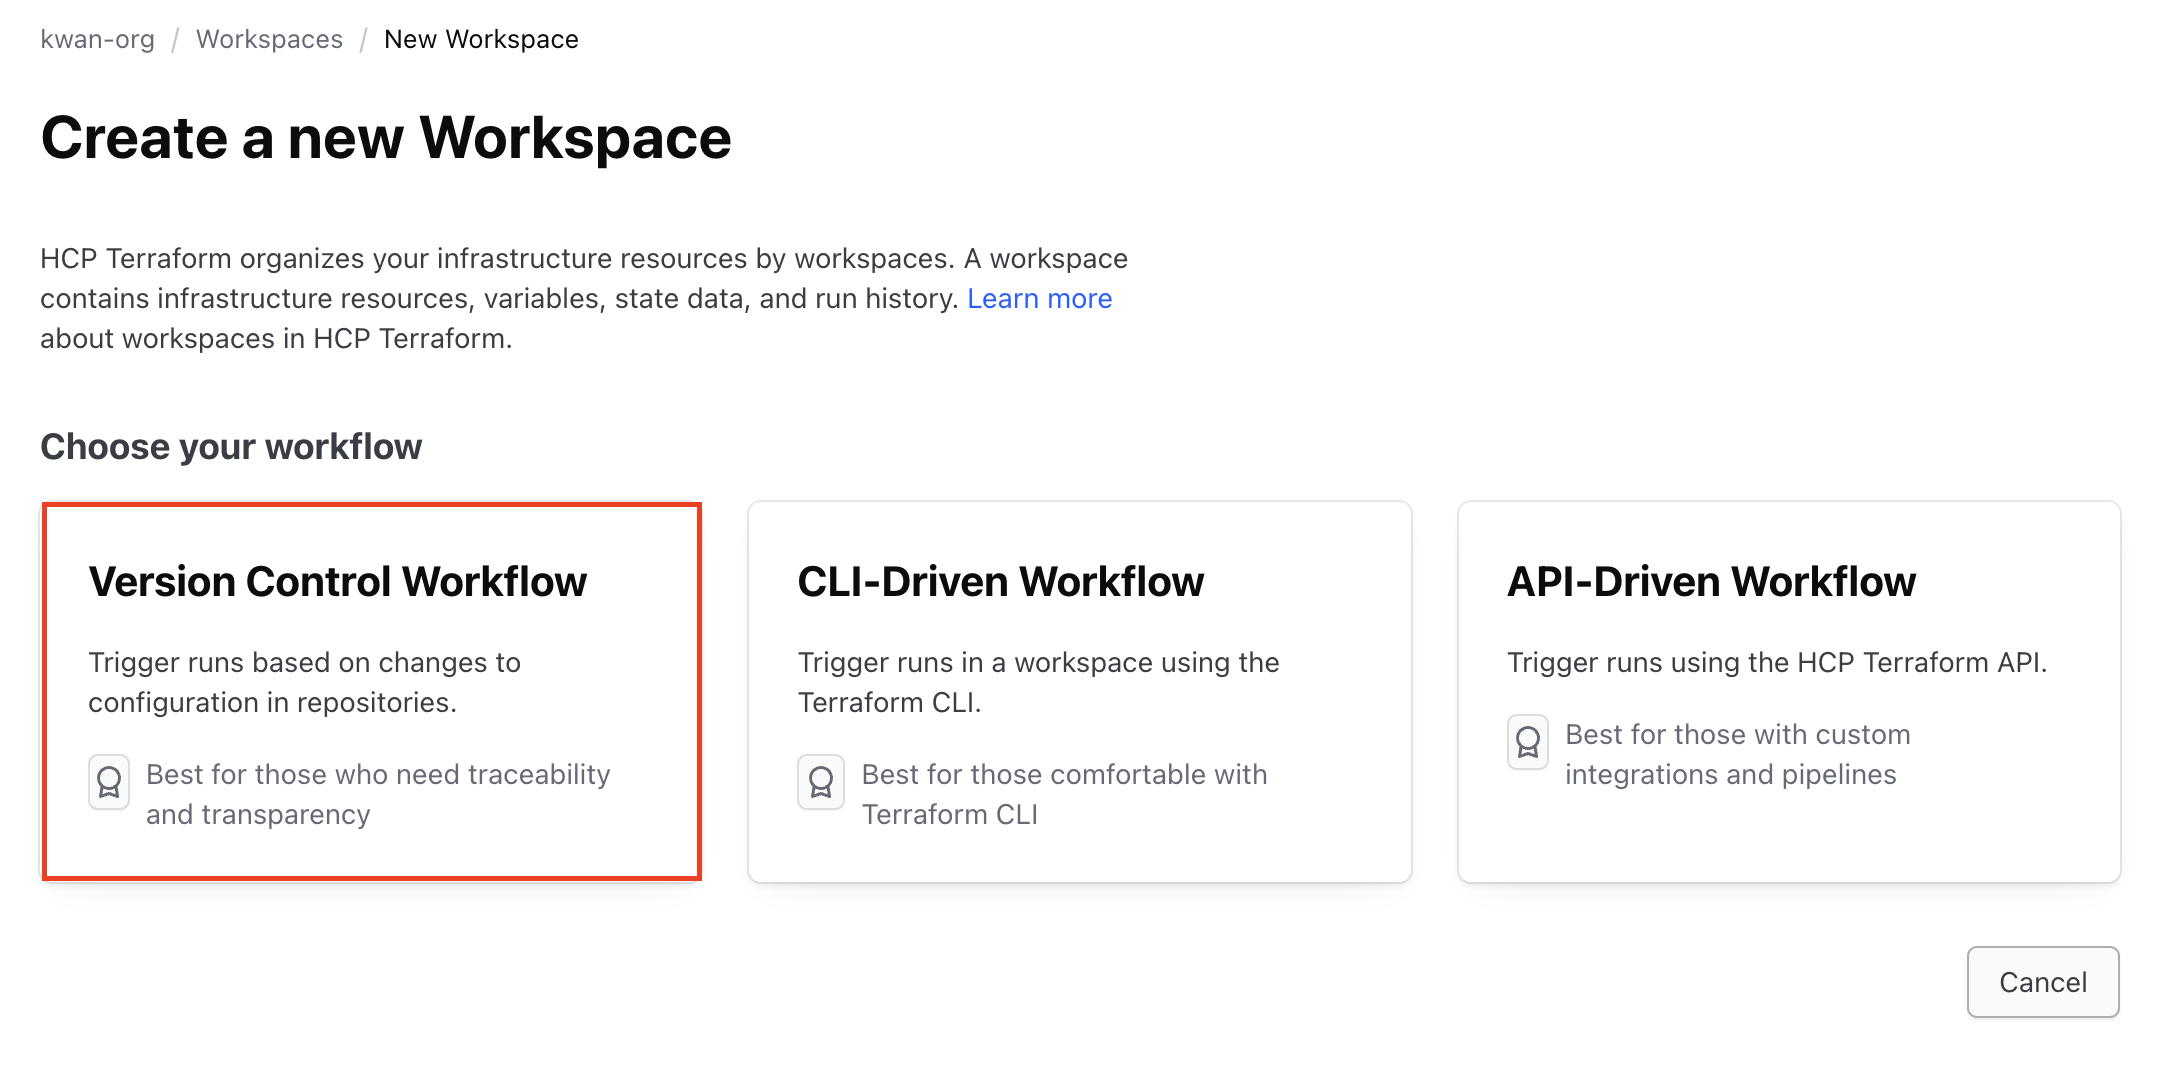 kwan-org / Workspaces / New Workspace
Create a new Workspace
HCP Terraform organizes your infrastructure resources by workspaces. A workspace
contains infrastructure resources, variables, state data, and run history. Learn more
about workspaces in HCP Terraform.
Choose your workflow
Version Control Workflow
Trigger runs based on changes to
configuration in repositories.
Best for those who need traceability
and transparency
CLI-Driven Workflow
Trigger runs in a workspace using the
Terraform CLI.
Best for those comfortable with
Terraform CLI
API-Driven Workflow
Trigger runs using the HCP Terraform API.
Best for those with custom
integrations and pipelines
Cancel